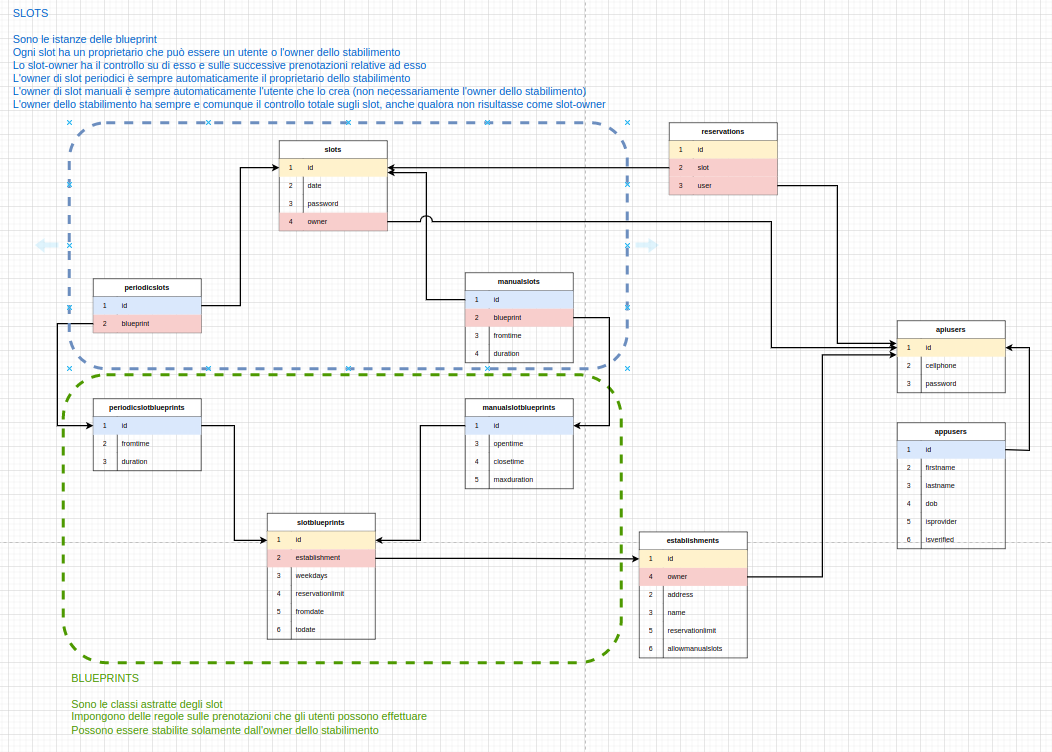 SLOTS
Sono le istanze delle blueprint
Ogni slot ha un proprietario che può essere un utente o l'owner dello stabilimento
Lo slot-owner ha il controllo su di esso e sulle successive prenotazioni relative ad esso
L'owner di slot periodici è sempre automaticamente il proprietario dello stabilimento
L'owner di slot manuali è sempre automaticamente l'utente che lo crea (non necessariamente l'owner dello stabilimento)
L'owner dello stabilimento ha sempre e comunque il controllo totale sugli slot, anche qualora non risultasse come slot-owner
reservations
1 id
2 slot
3 user
slots
1 id
2 date
3 password
4 owner
periodicslots
1 id
2 blueprint
manualslots
1 id
2 blueprint
3 fromtime
4 duration
apiusers
1 id
2 cellphone
3 password
periodicslotblueprints
1 id
2 fromtime
3 duration
manualslotblueprints
1 id
3 opentime
4 closetime
5 maxduration
appusers
1 id
2 firstname
3 lastname
4 dob
5 isprovider
6 isverified
slotblueprints
1 id
2 establishment
3 weekdays
4 reservationlimit
5 fromdate
6 todate
establishments
1 id
4 owner
2 address
3 name
5 reservationlimit
6 allowmanualslots
BLUEPRINTS
Sono le classi astratte degli slot
Impongono delle regole sulle prenotazioni che gli utenti possono effettuare
Possono essere stabilite solamente dall'owner dello stabilimento